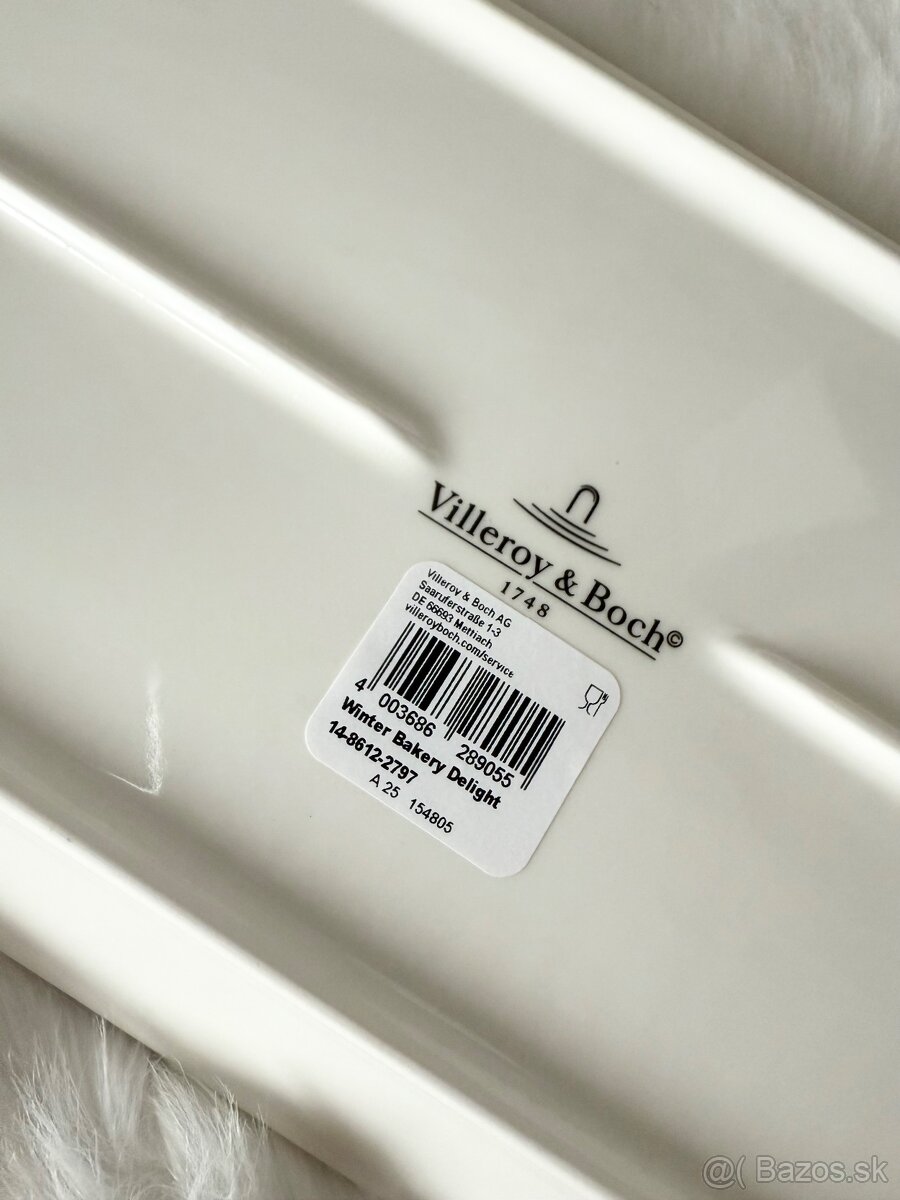 Villeroy & Boch©
1748
Villeroy & Boch AG
Saaruferstraße 1-3
DE 66693 Mettlach
villeroyboch.com/service
4 003686 289055
Winter Bakery Delight
14-8612-2797
A 25 154805
@( Bazos.sk